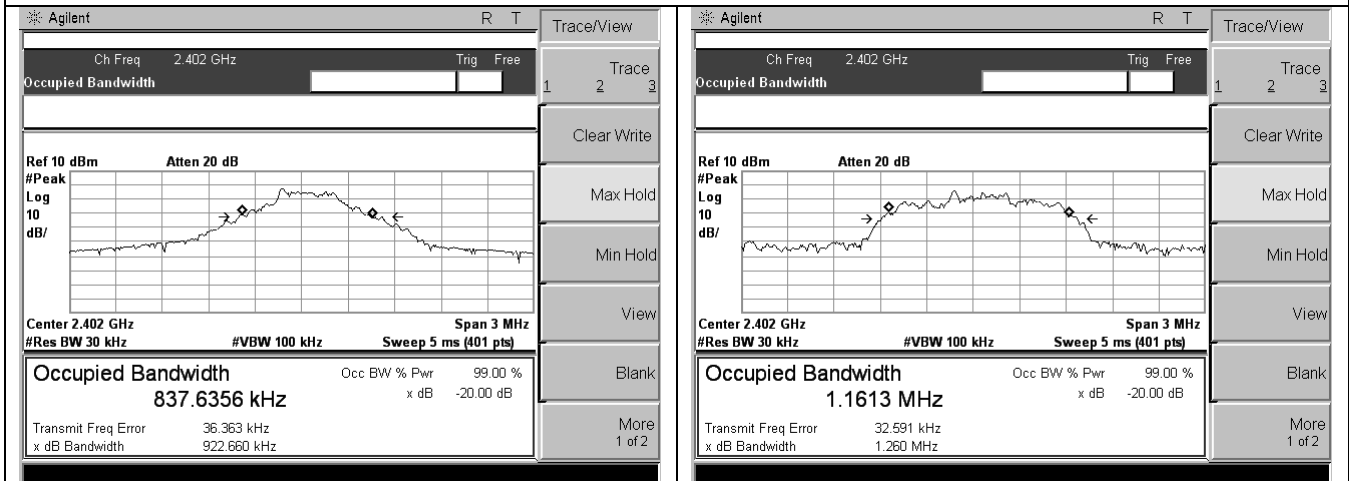 Agilent R T Trace/View
Ch Freq 2.402 GHz Trig Free
Occupied Bandwidth
Trace
1 2 3
Clear Write
Ref 10 dBm Atten 20 dB
#Peak
Log
10
dB/
Max Hold
Min Hold
View
Center 2.402 GHz Span 3 MHz
#Res BW 30 kHz #VBW 100 kHz Sweep 5 ms (401 pts)
Occupied Bandwidth Occ BW % Pwr 99.00 %
837.6356 kHz x dB -20.00 dB
Blank
Transmit Freq Error 36.363 kHz
x dB Bandwidth 922.660 kHz
More
1 of 2
Agilent R T Trace/View
Ch Freq 2.402 GHz Trig Free
Occupied Bandwidth
Trace
1 2 3
Clear Write
Ref 10 dBm Atten 20 dB
#Peak
Log
10
dB/
Max Hold
Min Hold
View
Center 2.402 GHz Span 3 MHz
#Res BW 30 kHz #VBW 100 kHz Sweep 5 ms (401 pts)
Occupied Bandwidth Occ BW % Pwr 99.00 %
1.1613 MHz x dB -20.00 dB
Blank
Transmit Freq Error 32.591 kHz
x dB Bandwidth 1.260 MHz
More
1 of 2